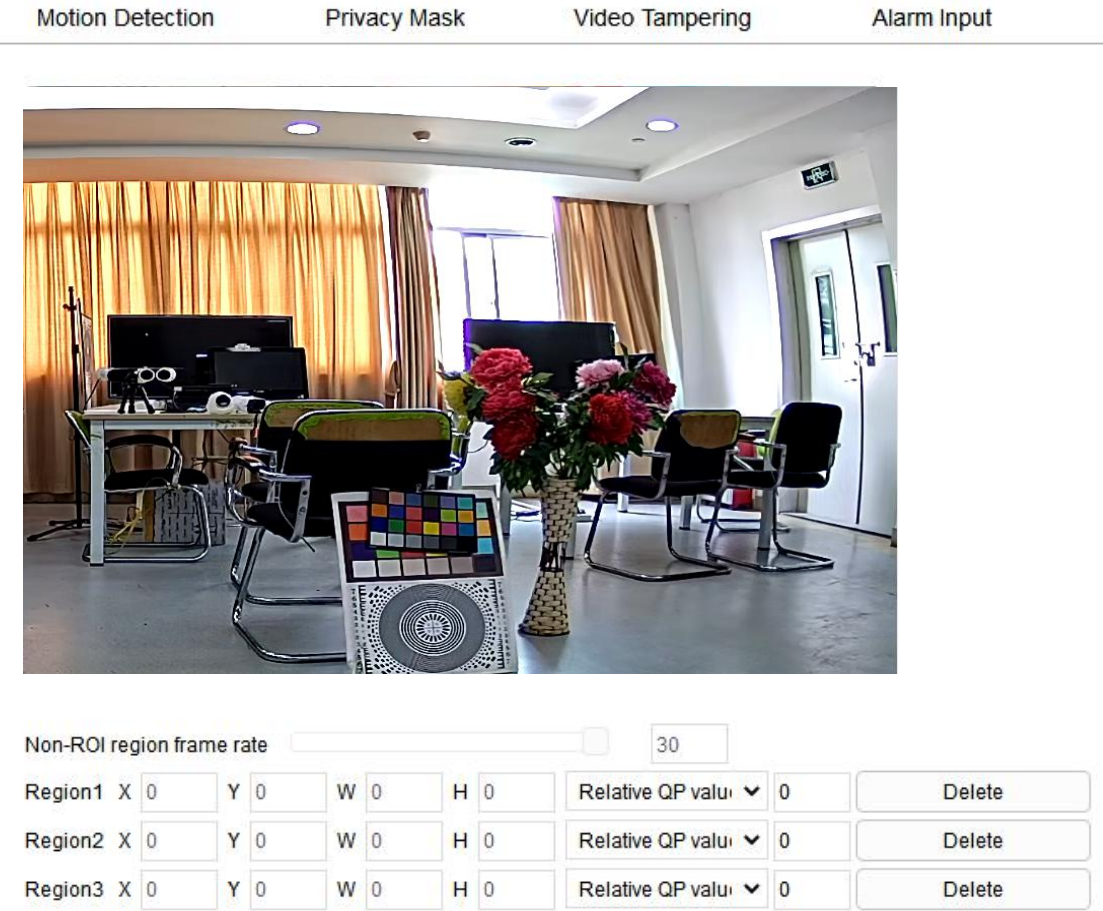 Motion Detection Privacy Mask Video Tampering Alarm Input
Non-ROI region frame rate 30
Region1 X 0 Y 0 W 0 H 0 Relative QP valu 0 Delete
Region2 X 0 Y 0 W 0 H 0 Relative QP valu 0 Delete
Region3 X 0 Y 0 W 0 H 0 Relative QP valu 0 Delete